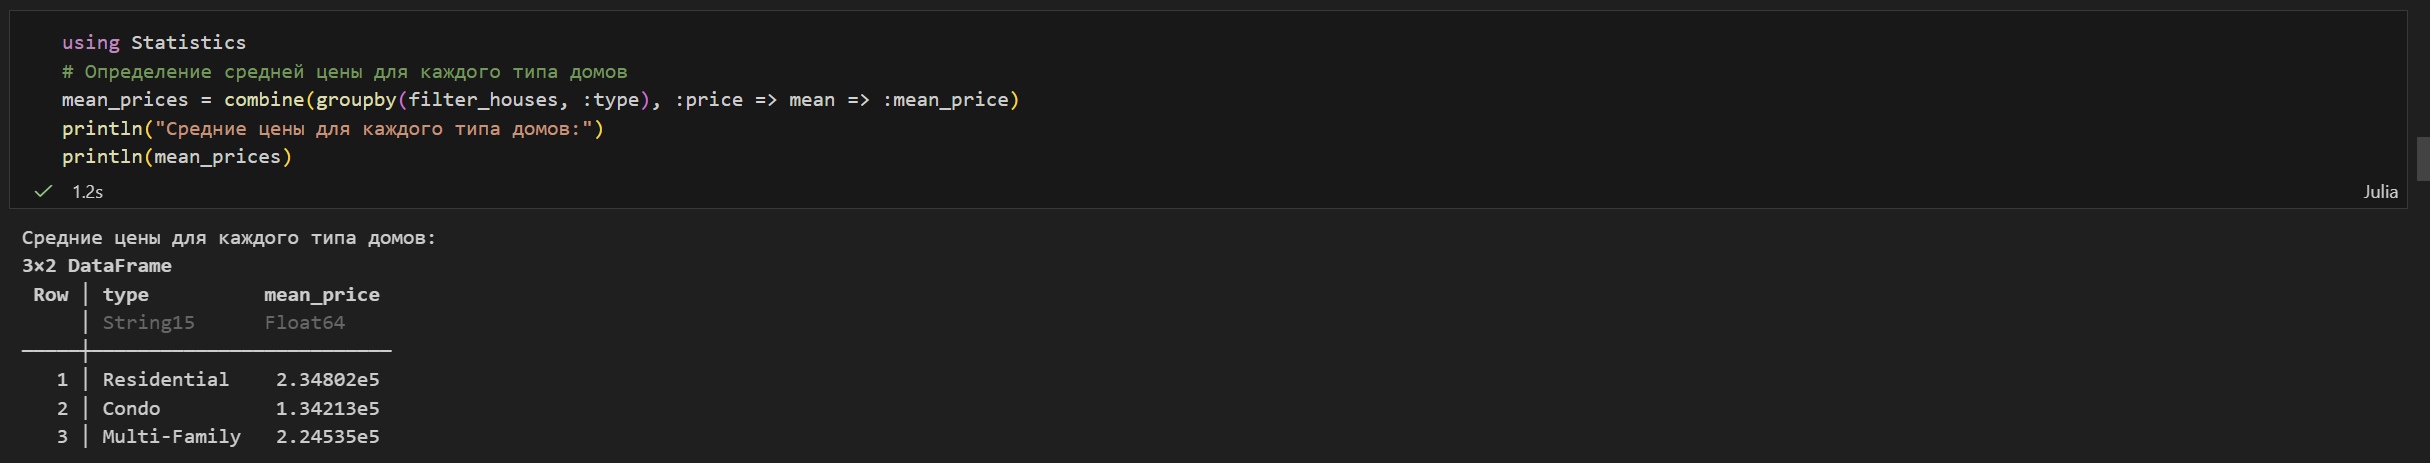 using Statistics
# Определение средней цены для каждого типа домов
mean_prices = combine(groupby(filter_houses, :type), :price => mean => :mean_price)
println("Средние цены для каждого типа домов:")
println(mean_prices)
1.2s
Julia
Средние цены для каждого типа домов:
3×2 DataFrame
Row │ type mean_price
│ String15 Float64
1 │ Residential 2.34802e5
2 │ Condo 1.34213e5
3 │ Multi-Family 2.24535e5